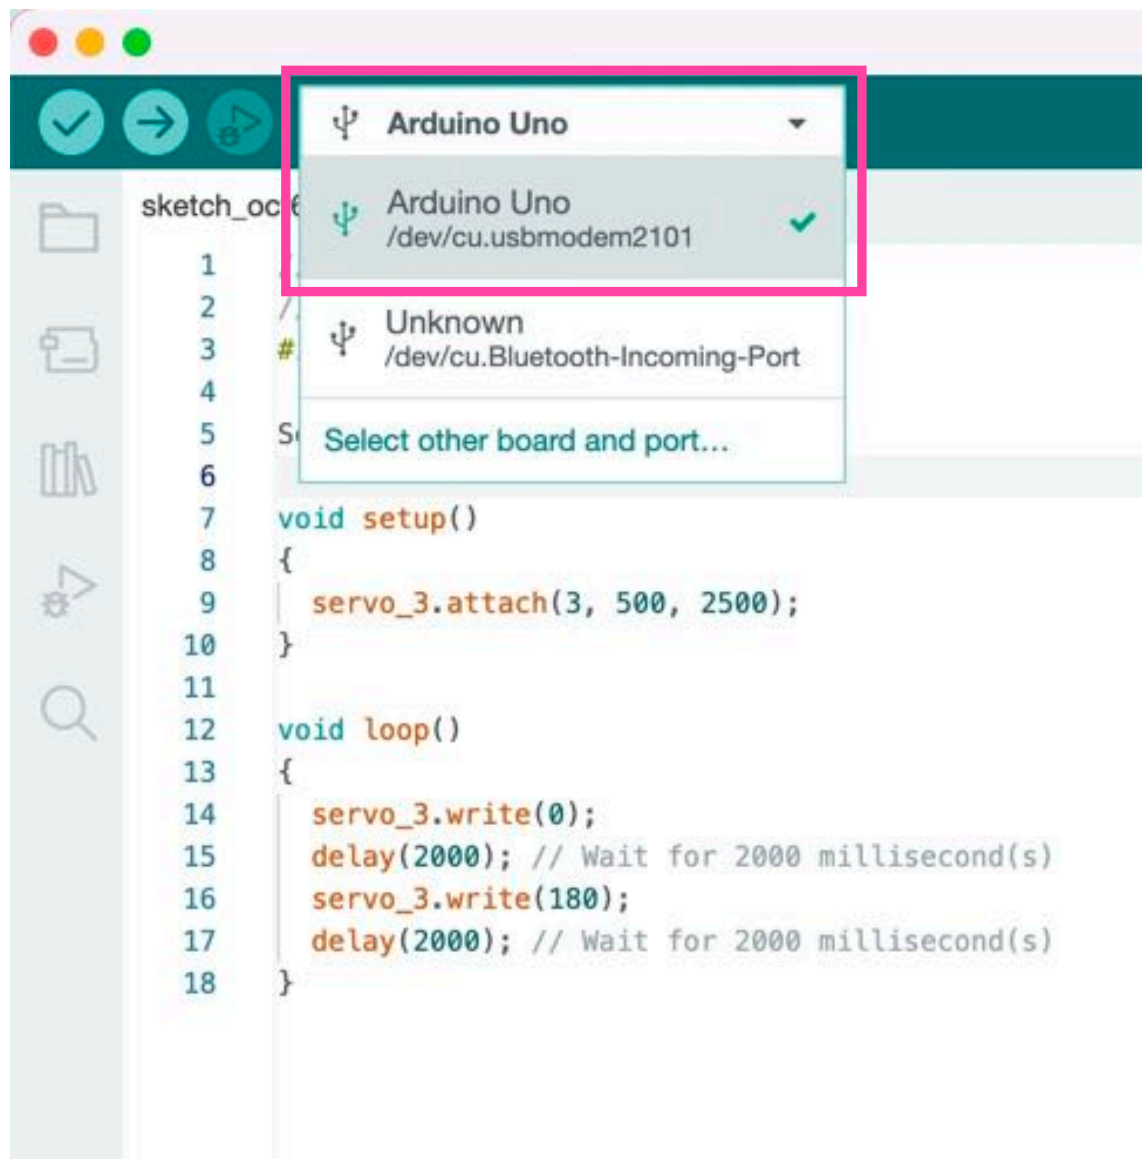 Arduino Uno
Arduino Uno
/dev/cu.usbmodem2101
Unknown
/dev/cu.Bluetooth-Incoming-Port
Select other board and port...
sketch_oc
1 /
2 /
3 #
4
5 S
6
7 void setup()
8 {
9 servo_3.attach(3, 500, 2500);
10 }
11
12 void loop()
13 {
14 servo_3.write(0);
15 delay(2000); // Wait for 2000 millisecond(s)
16 servo_3.write(180);
17 delay(2000); // Wait for 2000 millisecond(s)
18 }